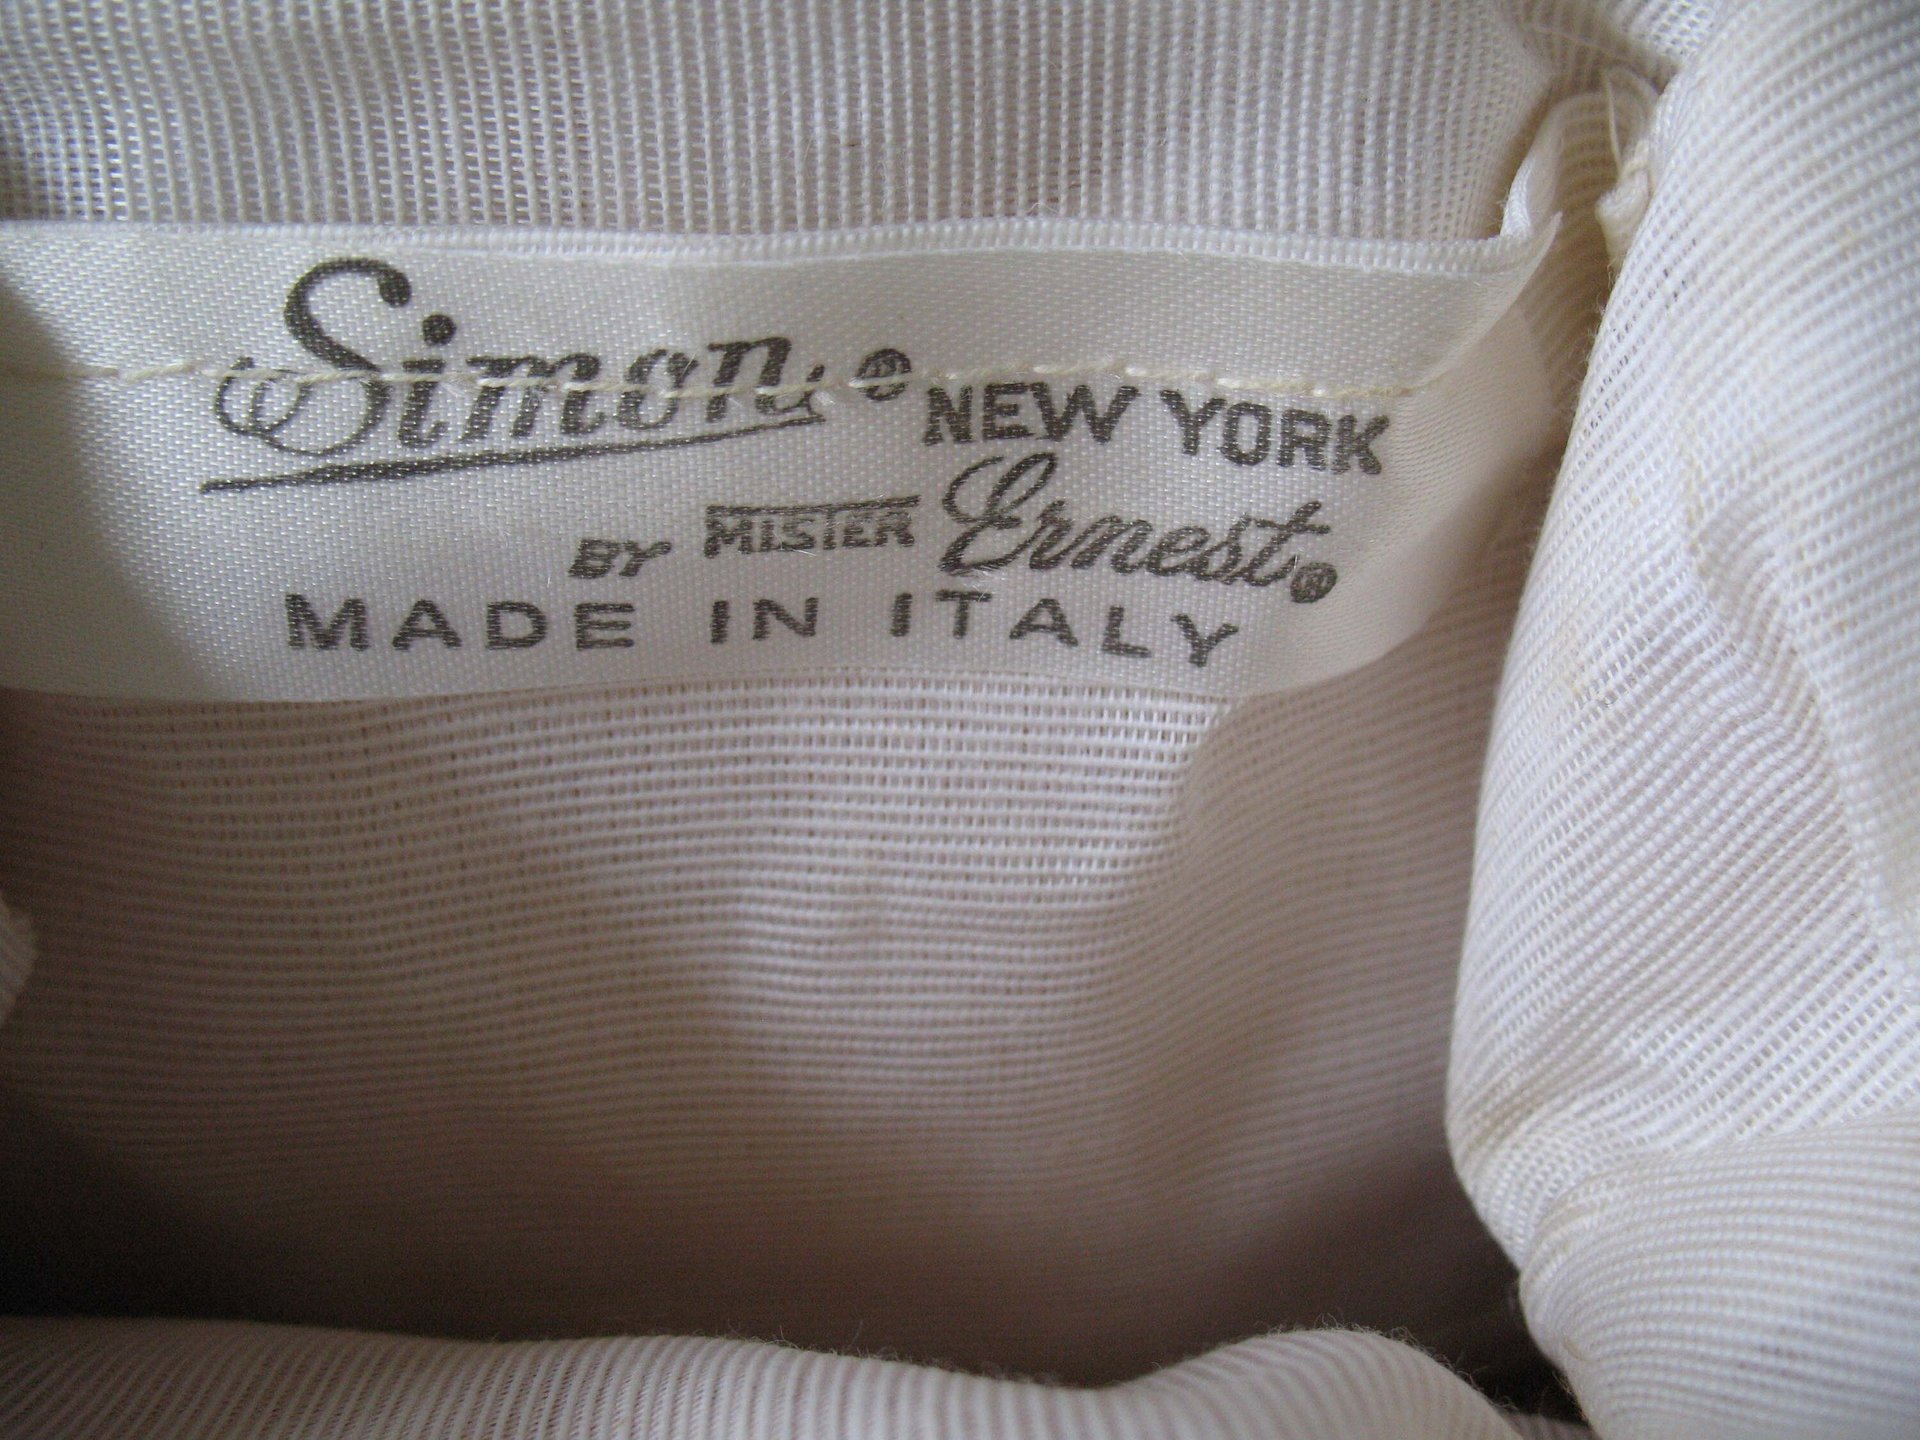 Simon® NEW YORK
BY MISTER Ernest®
MADE IN ITALY